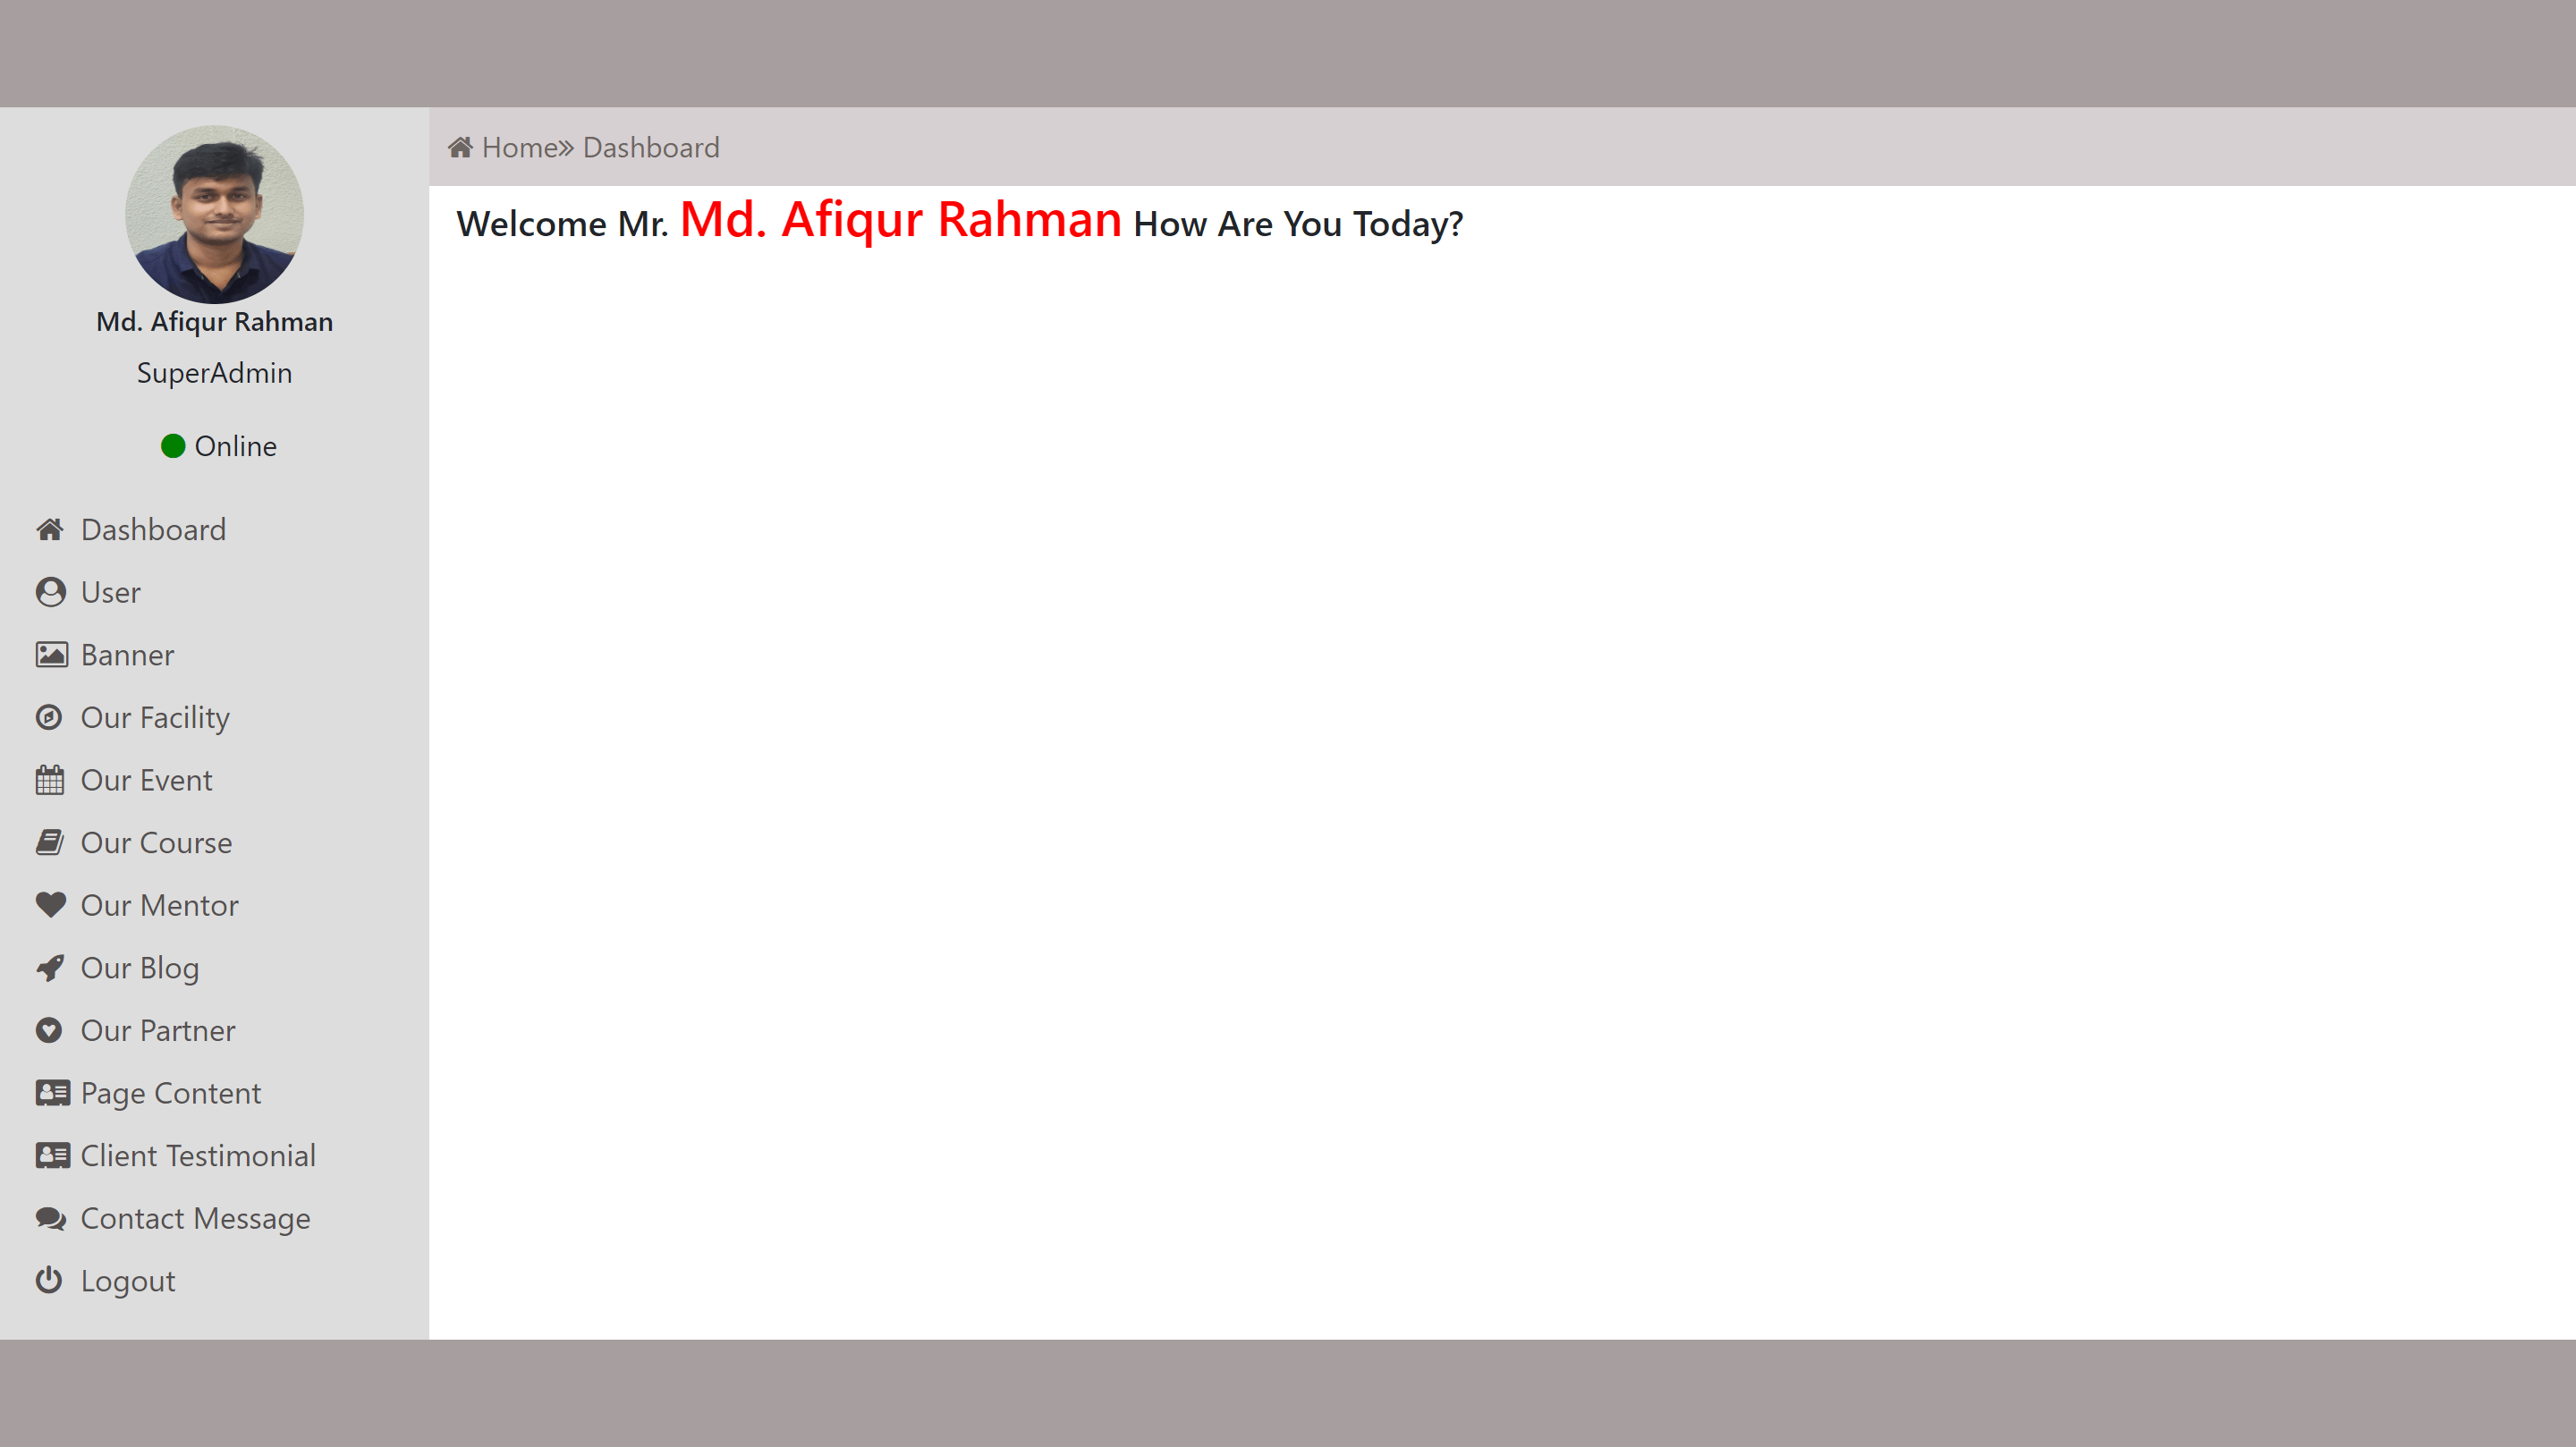 Md. Afiqur Rahman
SuperAdmin
Online
Dashboard
User
Banner
Our Facility
Our Event
Our Course
Our Mentor
Our Blog
Our Partner
Page Content
Client Testimonial
Contact Message
Logout
Home» Dashboard
Welcome Mr. Md. Afiqur Rahman How Are You Today?